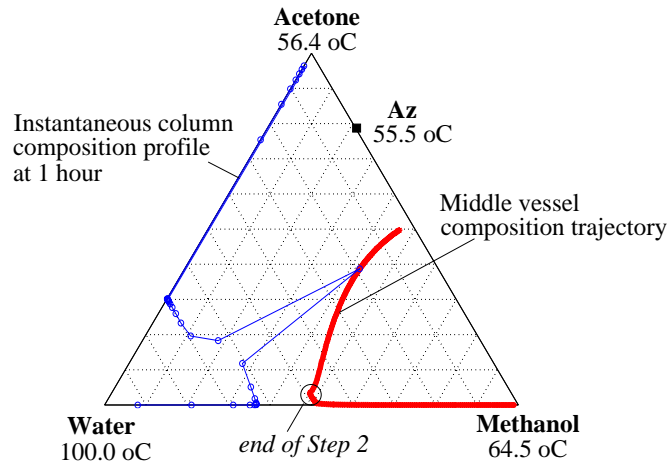 Acetone
56.4 oC
Az
55.5 oC
Instantaneous column
composition profile
at 1 hour
Middle vessel
composition trajectory
Water
100.0 oC
end of Step 2
Methanol
64.5 oC